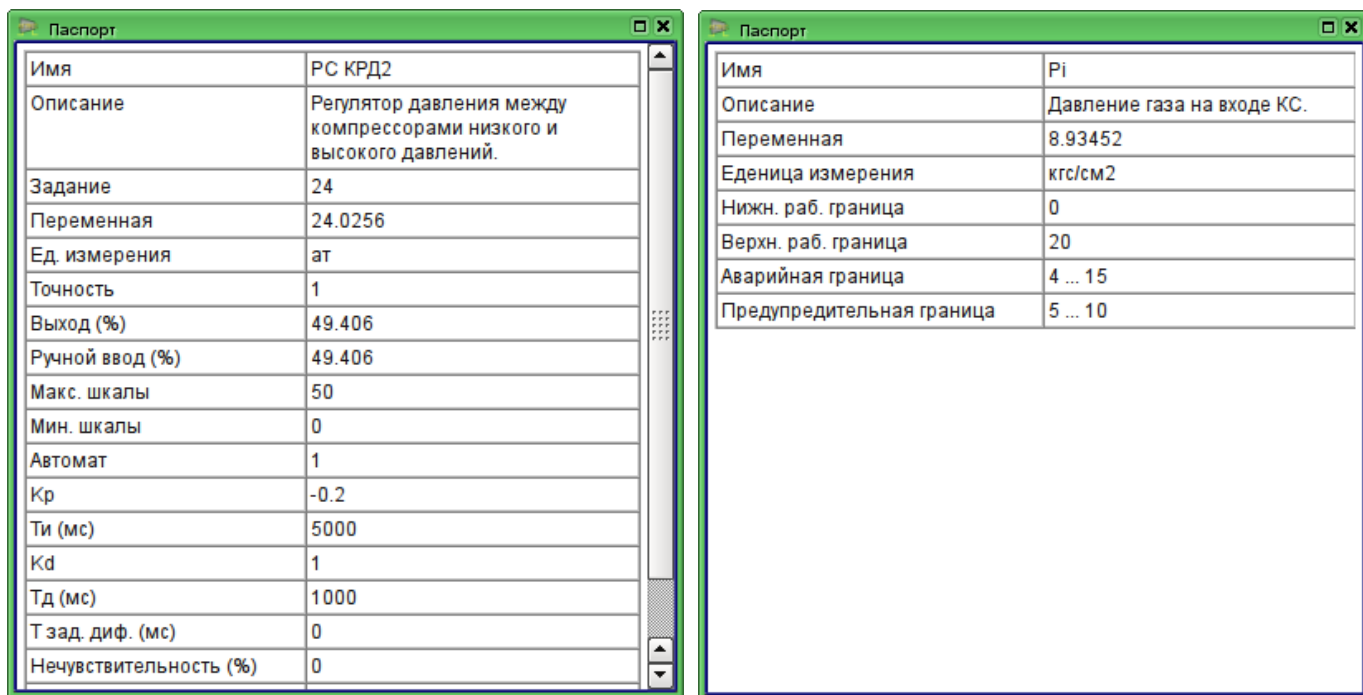 Паспорт
Имя РС КРД2
Описание Регулятор давления между
компрессорами низкого и
высокого давлений.
Задание 24
Переменная 24.0256
Ед. измерения ат
Точность 1
Выход (%) 49.406
Ручной ввод (%) 49.406
Макс. шкалы 50
Мин. шкалы 0
Автомат 1
Кр -0.2
Ти (мс) 5000
Kd 1
Тд (мс) 1000
Т зад. диф. (мс) 0
Нечувствительность (%) 0
Паспорт
Имя Pi
Описание Давление газа на входе КС.
Переменная 8.93452
Еденица измерения кгс/см2
Нижн. раб. граница 0
Верхн. раб. граница 20
Аварийная граница 4 ... 15
Предупредительная граница 5 ... 10